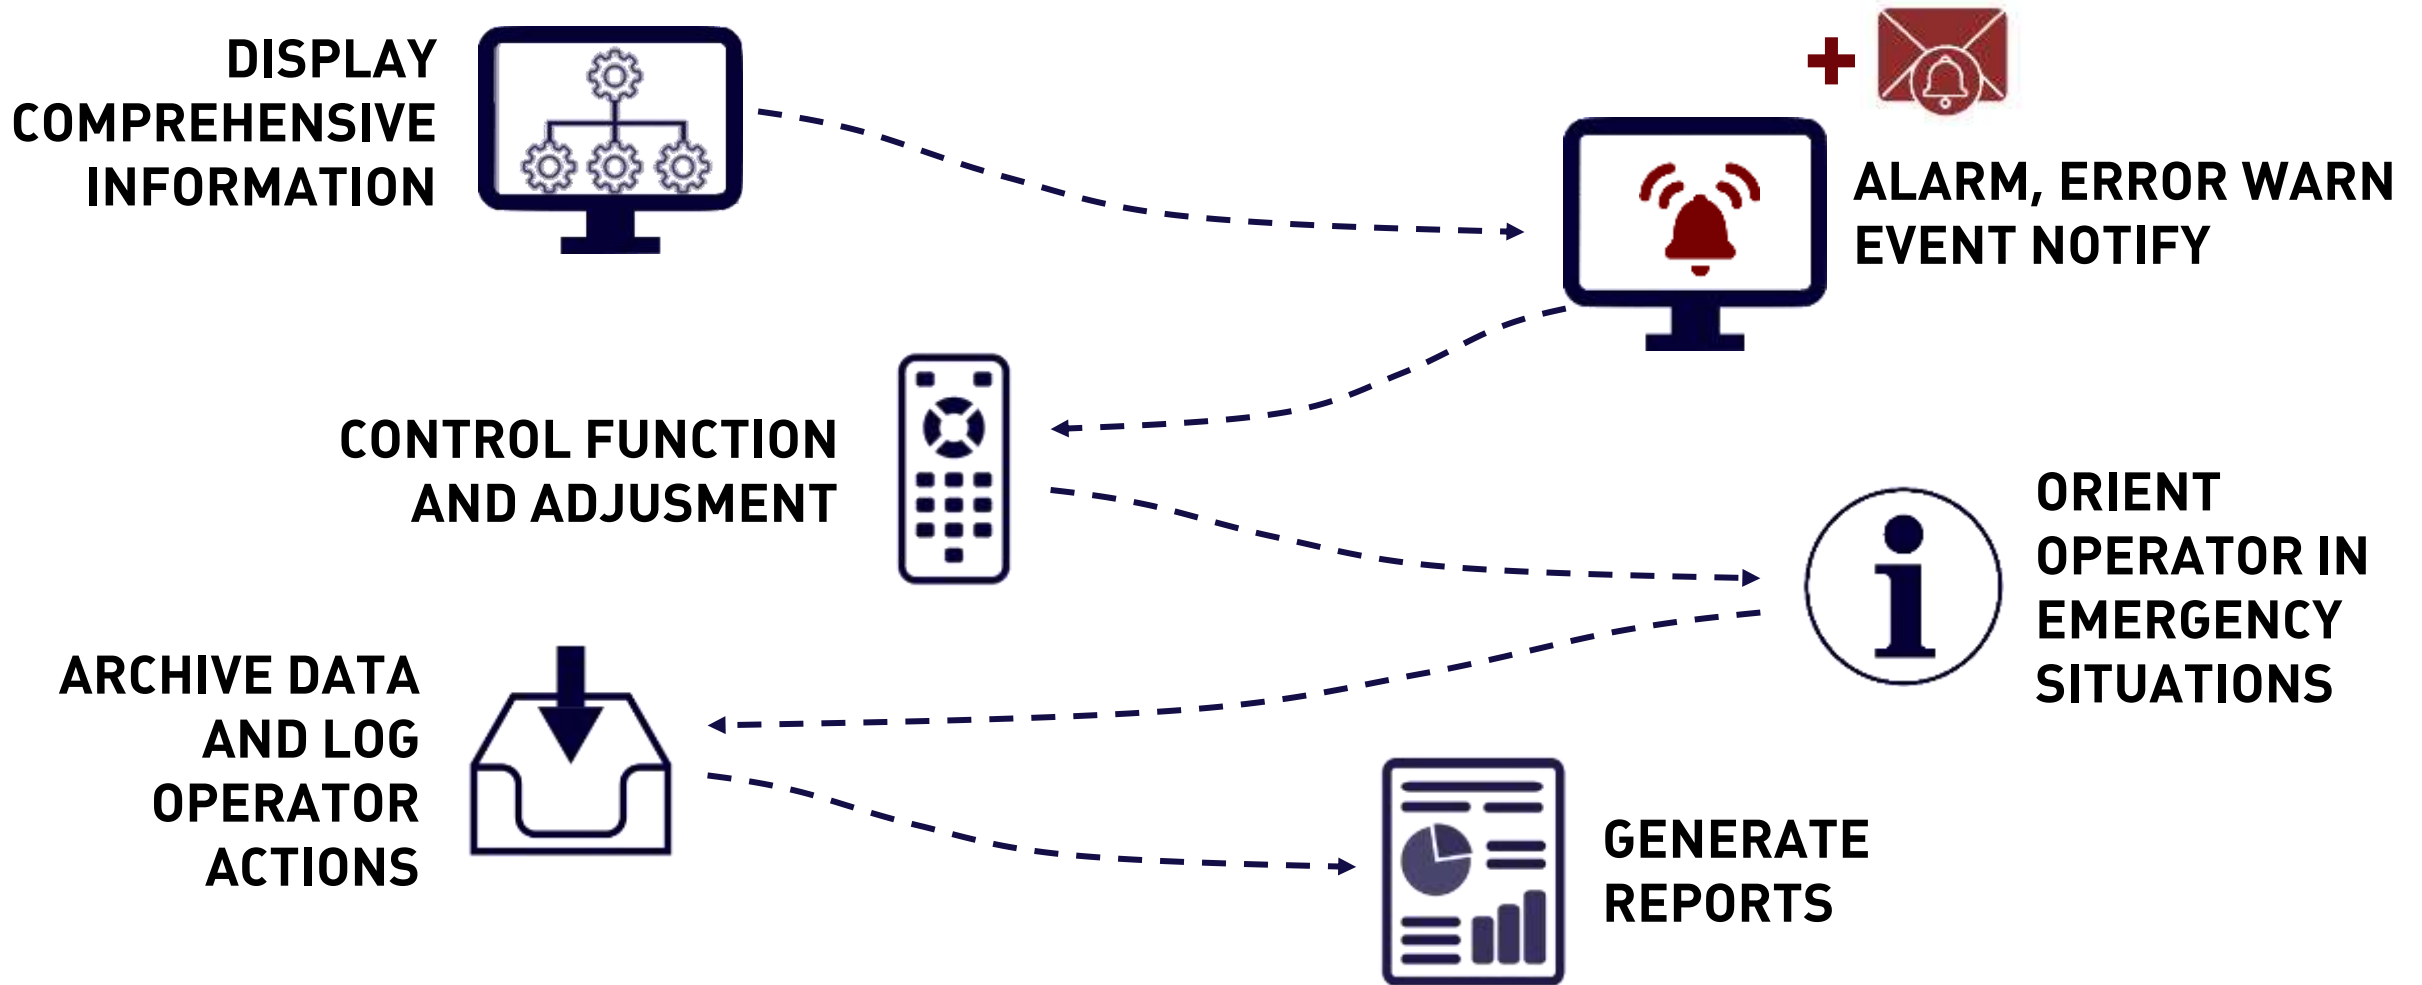 DISPLAY
COMPREHENSIVE
INFORMATION
ALARM, ERROR WARN
EVENT NOTIFY
CONTROL FUNCTION
AND ADJUSMENT
ORIENT
OPERATOR IN
EMERGENCY
SITUATIONS
ARCHIVE DATA
AND LOG
OPERATOR
ACTIONS
GENERATE
REPORTS